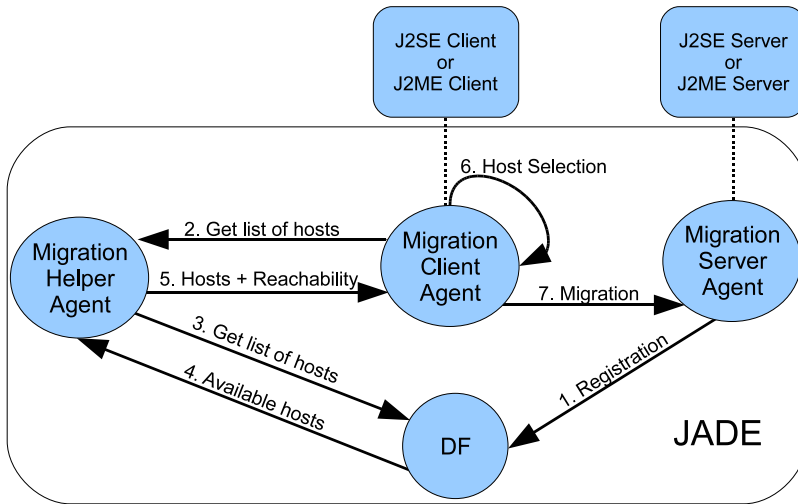 J2SE Client
or
J2ME Client
J2SE Server
or
J2ME Server
6. Host Selection
2. Get list of hosts
Migration
Helper
Agent
Migration
Client
Agent
Migration
Server
Agent
5. Hosts + Reachability
7. Migration
3. Get list of hosts
4. Available hosts
1. Registration
DF
JADE